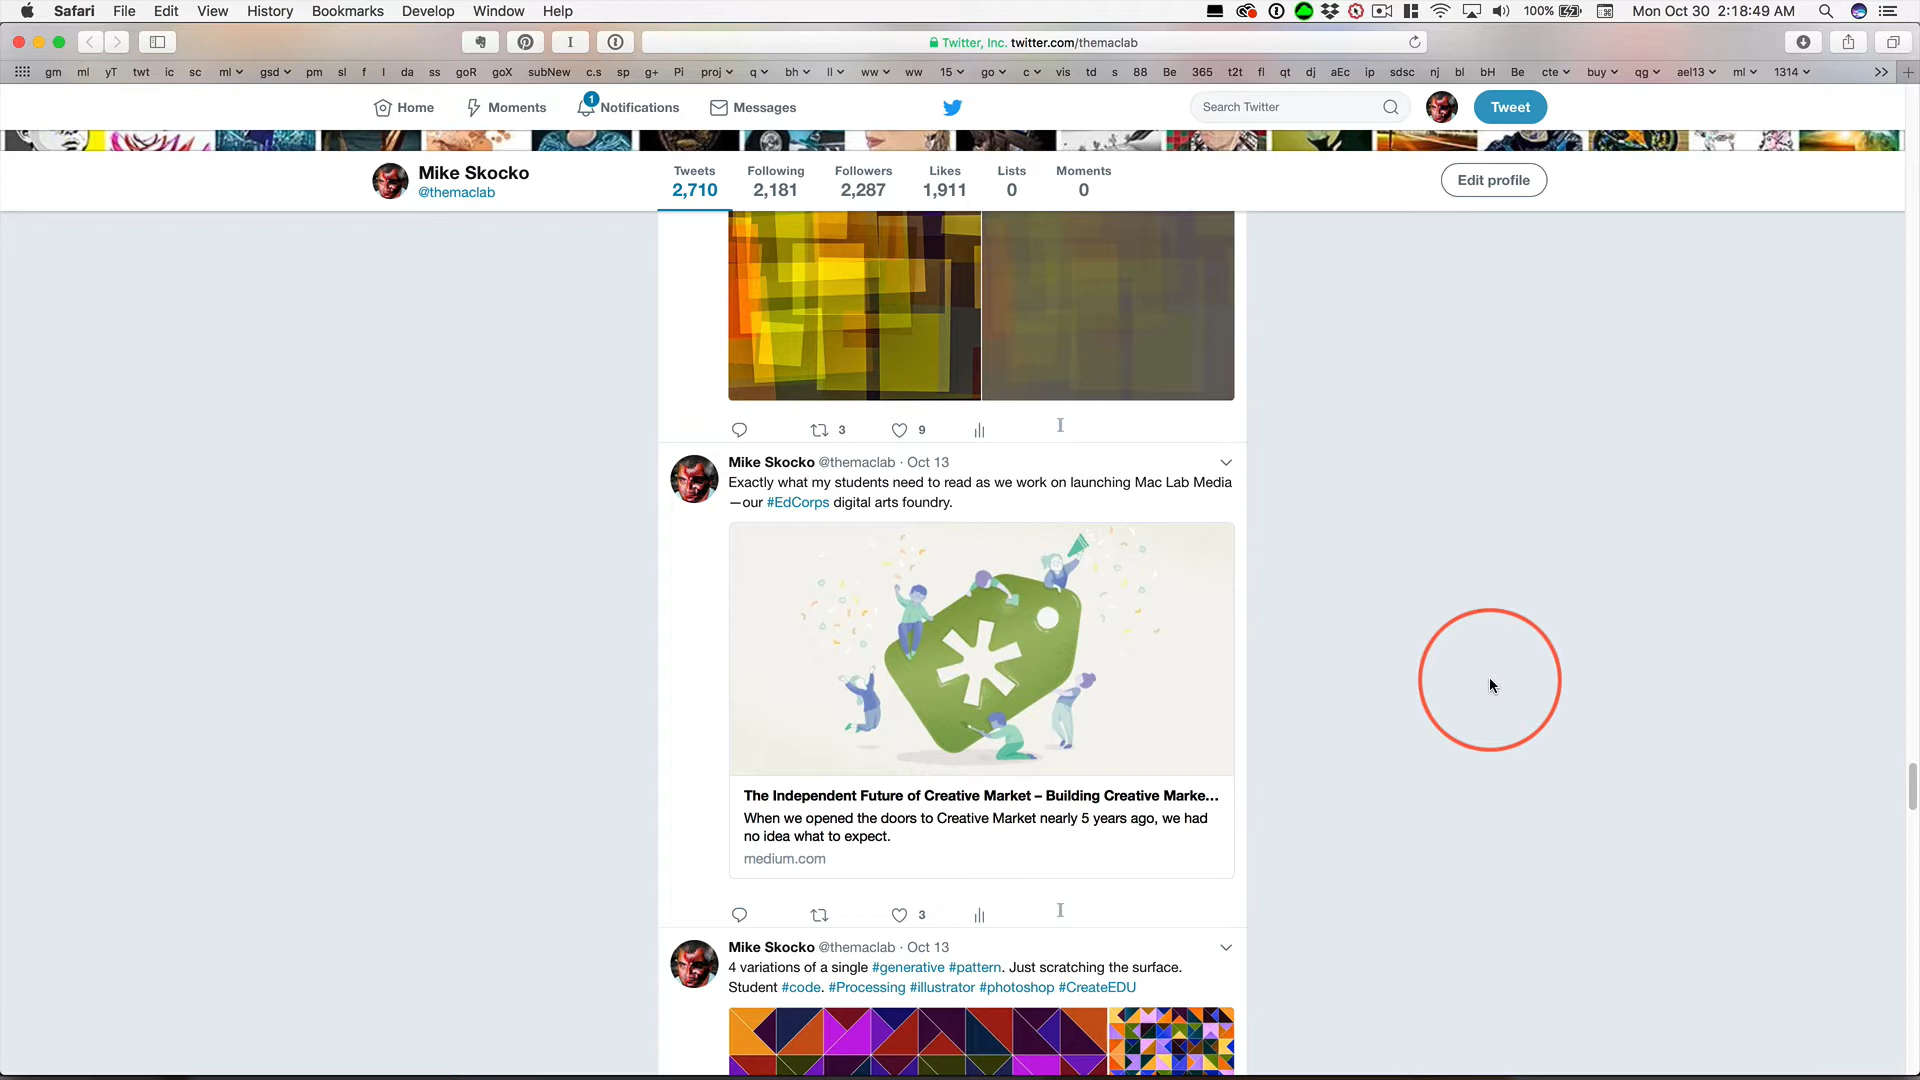 Safari File Edit View History Bookmarks Develop Window Help 100% Mon Oct 30 2:18:49 AM
Twitter, Inc. twitter.com/themaclab
gm ml yT twt ic sc ml gsd pm sl f I da ss goR goX subNew c.s sp g+ Pi proj q bh ll ww ww 15 go c vis td s 88 Be 365 t2t fl qt dj aEc ip sdsc nj bl bH Be cte buy qg ael13 ml 1314
Home Moments 1 Notifications Messages Search Twitter Tweet
Mike Skocko
@themaclab
Tweets Following Followers Likes Lists Moments
2,710 2,181 2,287 1,911 0 0
Edit profile
3 9
Mike Skocko @themaclab · Oct 13
Exactly what my students need to read as we work on launching Mac Lab Media
—our #EdCorps digital arts foundry.
The Independent Future of Creative Market – Building Creative Marke...
When we opened the doors to Creative Market nearly 5 years ago, we had
no idea what to expect.
medium.com
3
Mike Skocko @themaclab · Oct 13
4 variations of a single #generative #pattern. Just scratching the surface.
Student #code. #Processing #illustrator #photoshop #CreateEDU